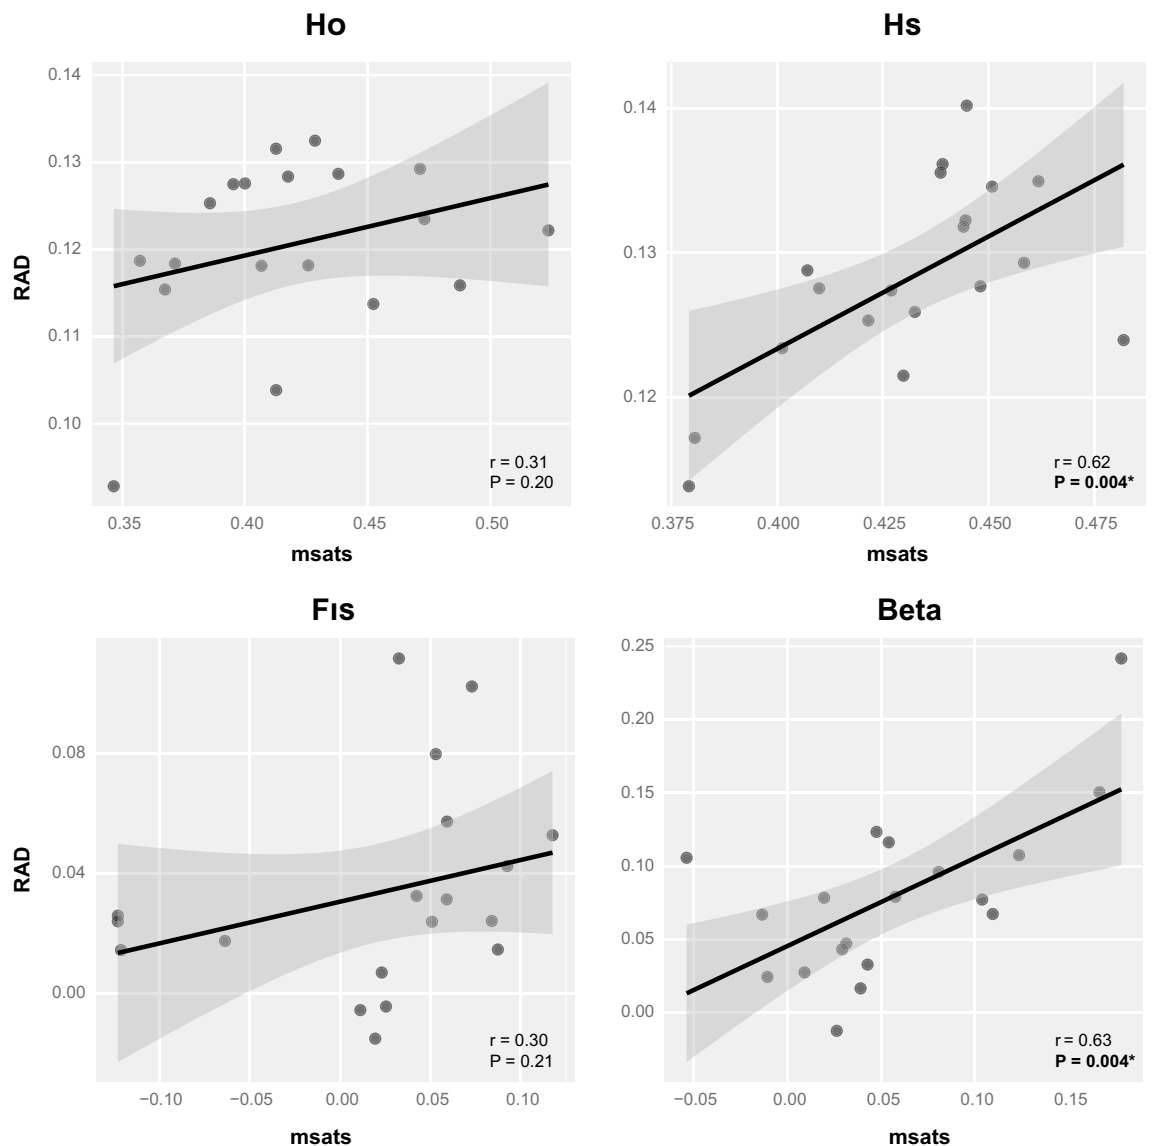 Ho
Hs
0.14
0.13
0.12
0.11
0.10
RAD
r = 0.31
P = 0.20
0.35 0.40 0.45 0.50
msats
0.14
0.13
0.12
r = 0.62
P = 0.004*
0.375 0.400 0.425 0.450 0.475
msats
Fıs
Beta
0.08
0.04
0.00
RAD
r = 0.30
P = 0.21
−0.10 −0.05 0.00 0.05 0.10
msats
0.25
0.20
0.15
0.10
0.05
0.00
r = 0.63
P = 0.004*
−0.05 0.00 0.05 0.10 0.15
msats